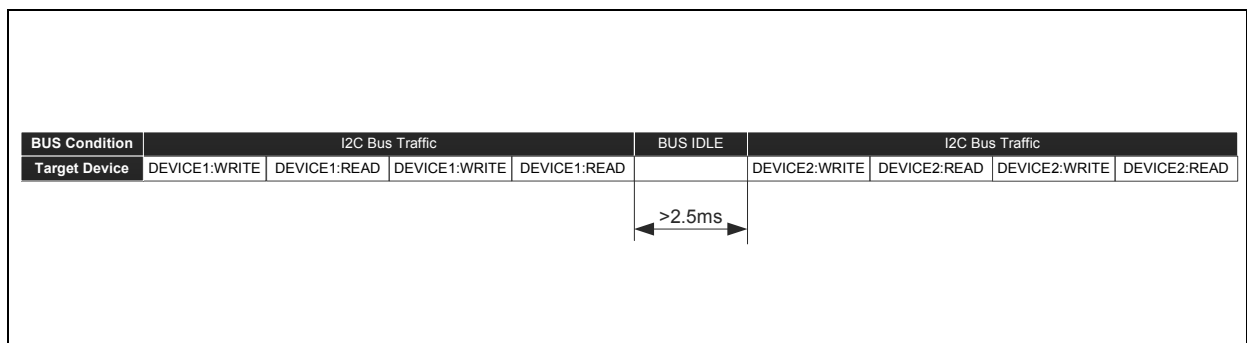 BUS Condition I2C Bus Traffic BUS IDLE I2C Bus Traffic
Target Device DEVICE1:WRITE DEVICE1:READ DEVICE1:WRITE DEVICE1:READ DEVICE2:WRITE DEVICE2:READ DEVICE2:WRITE DEVICE2:READ
>2.5ms